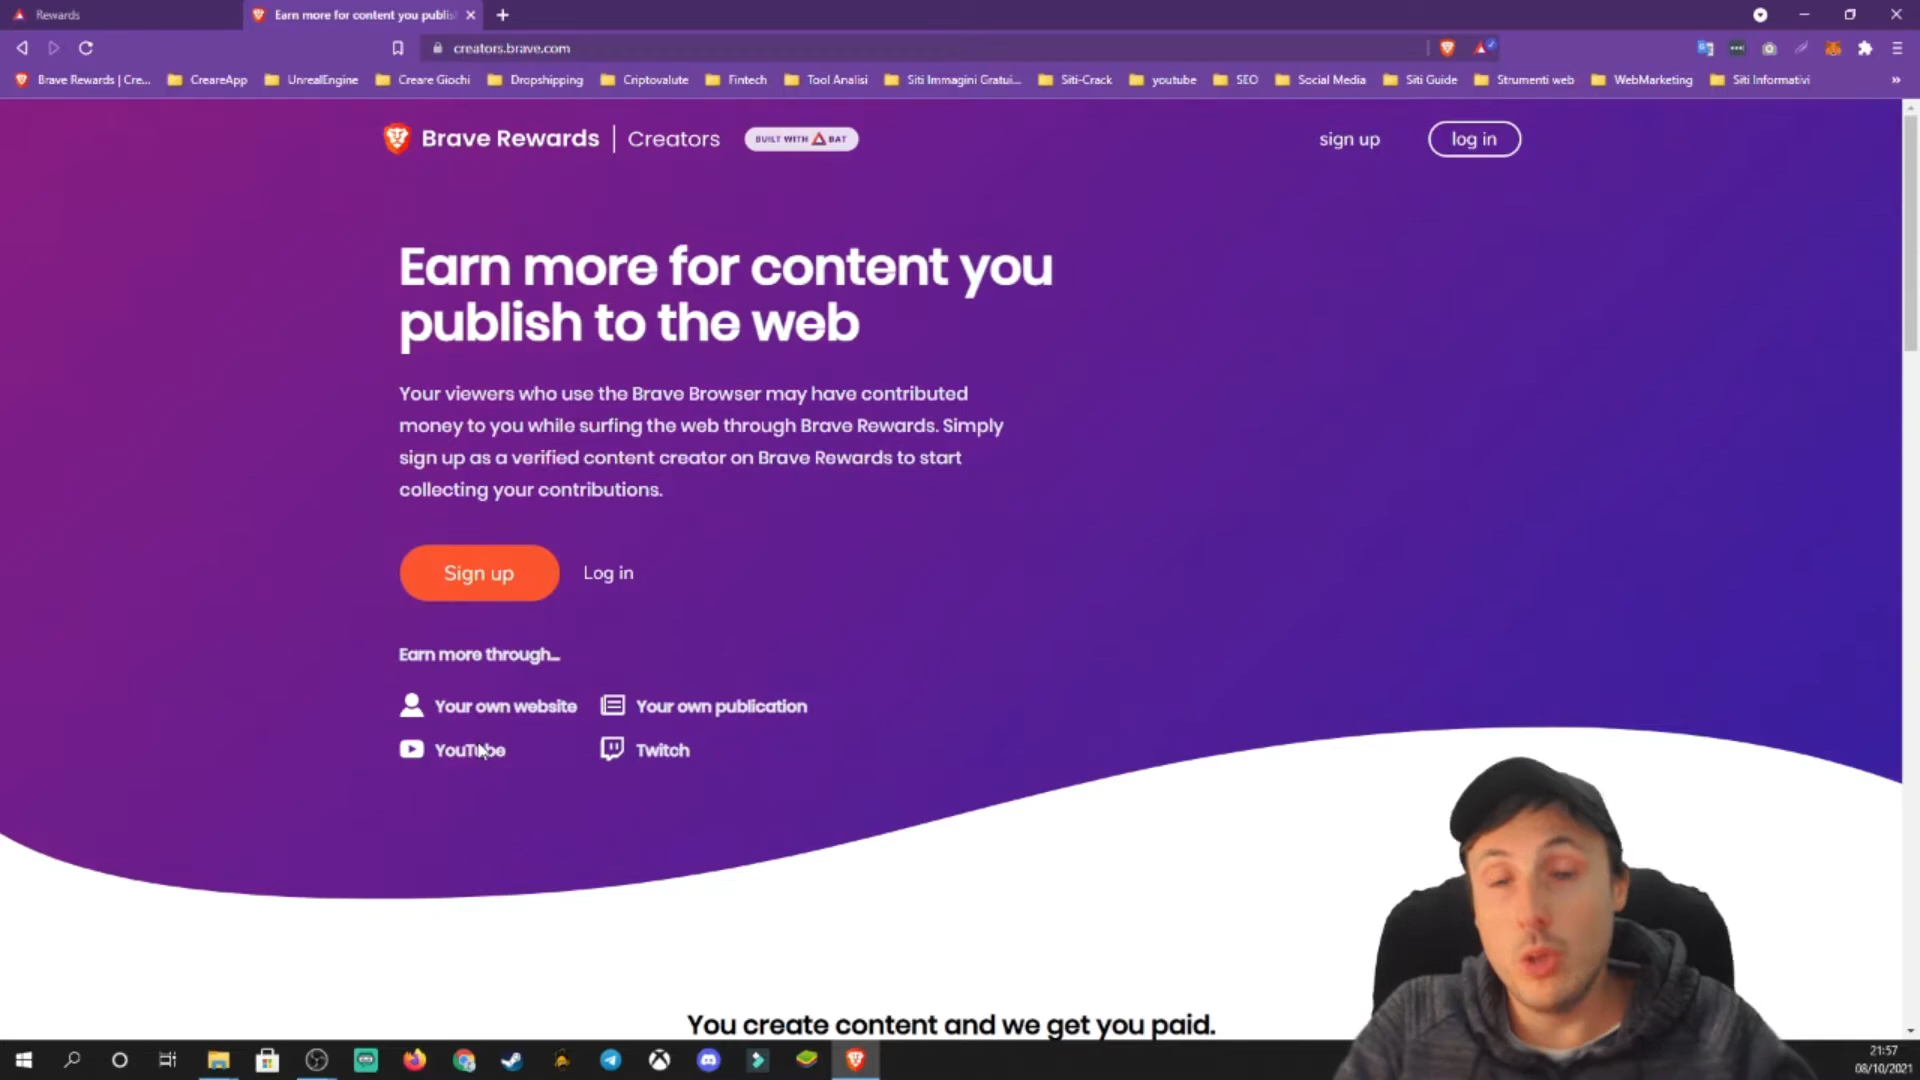 Rewards
Earn more for content you publis
creators.brave.com
Brave Rewards | Cre...
CreareApp
UnrealEngine
Creare Giochi
Dropshipping
Criptovalute
Fintech
Tool Analisi
Siti Immagini Gratui...
Siti-Crack
youtube
SEO
Social Media
Siti Guide
Strumenti web
WebMarketing
Siti Informativi
Brave Rewards | Creators
BUILT WITH BAT
sign up
log in
Earn more for content you
publish to the web
Your viewers who use the Brave Browser may have contributed
money to you while surfing the web through Brave Rewards. Simply
sign up as a verified content creator on Brave Rewards to start
collecting your contributions.
Sign up
Log in
Earn more through...
Your own website
Your own publication
YouTube
Twitch
You create content and we get you paid.
21:57
08/10/2021